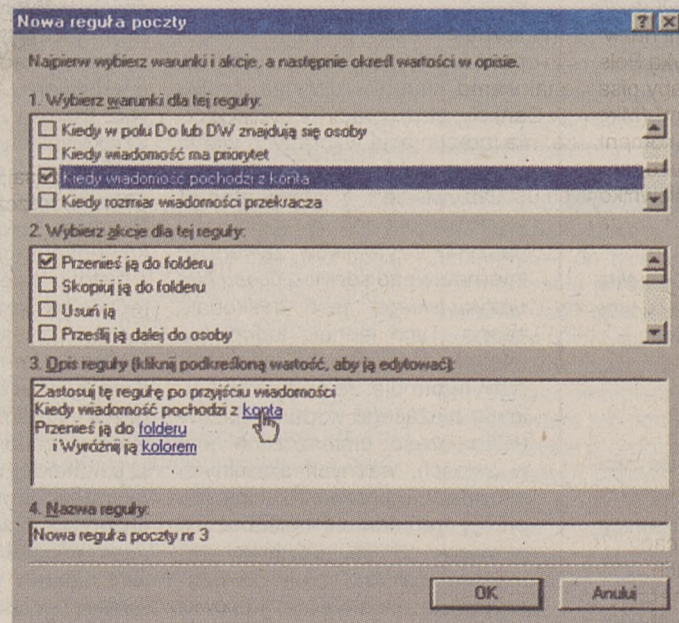 Nowa reguła poczty
Najpierw wybierz warunki i akcje, a następnie określ wartości w opisie.
1. Wybierz warunki dla tej reguły:
Kiedy w polu Do lub DW znajdują się osoby
Kiedy wiadomość ma priorytet
Kiedy wiadomość pochodzi z konta
Kiedy rozmiar wiadomości przekracza
2. Wybierz akcje dla tej reguły:
Przenieś ją do folderu
Skopiuj ją do folderu
Usuń ją
Prześlij ją dalej do osoby
3. Opis reguły (kliknij podkreśloną wartość, aby ją edytować):
Zastosuj tę regułę po przyjściu wiadomości
Kiedy wiadomość pochodzi z konta
Przenieś ją do folderu
i Wyróżnij ją kolorem
4. Nazwa reguły:
Nowa reguła poczty nr 3
OK Anuluj